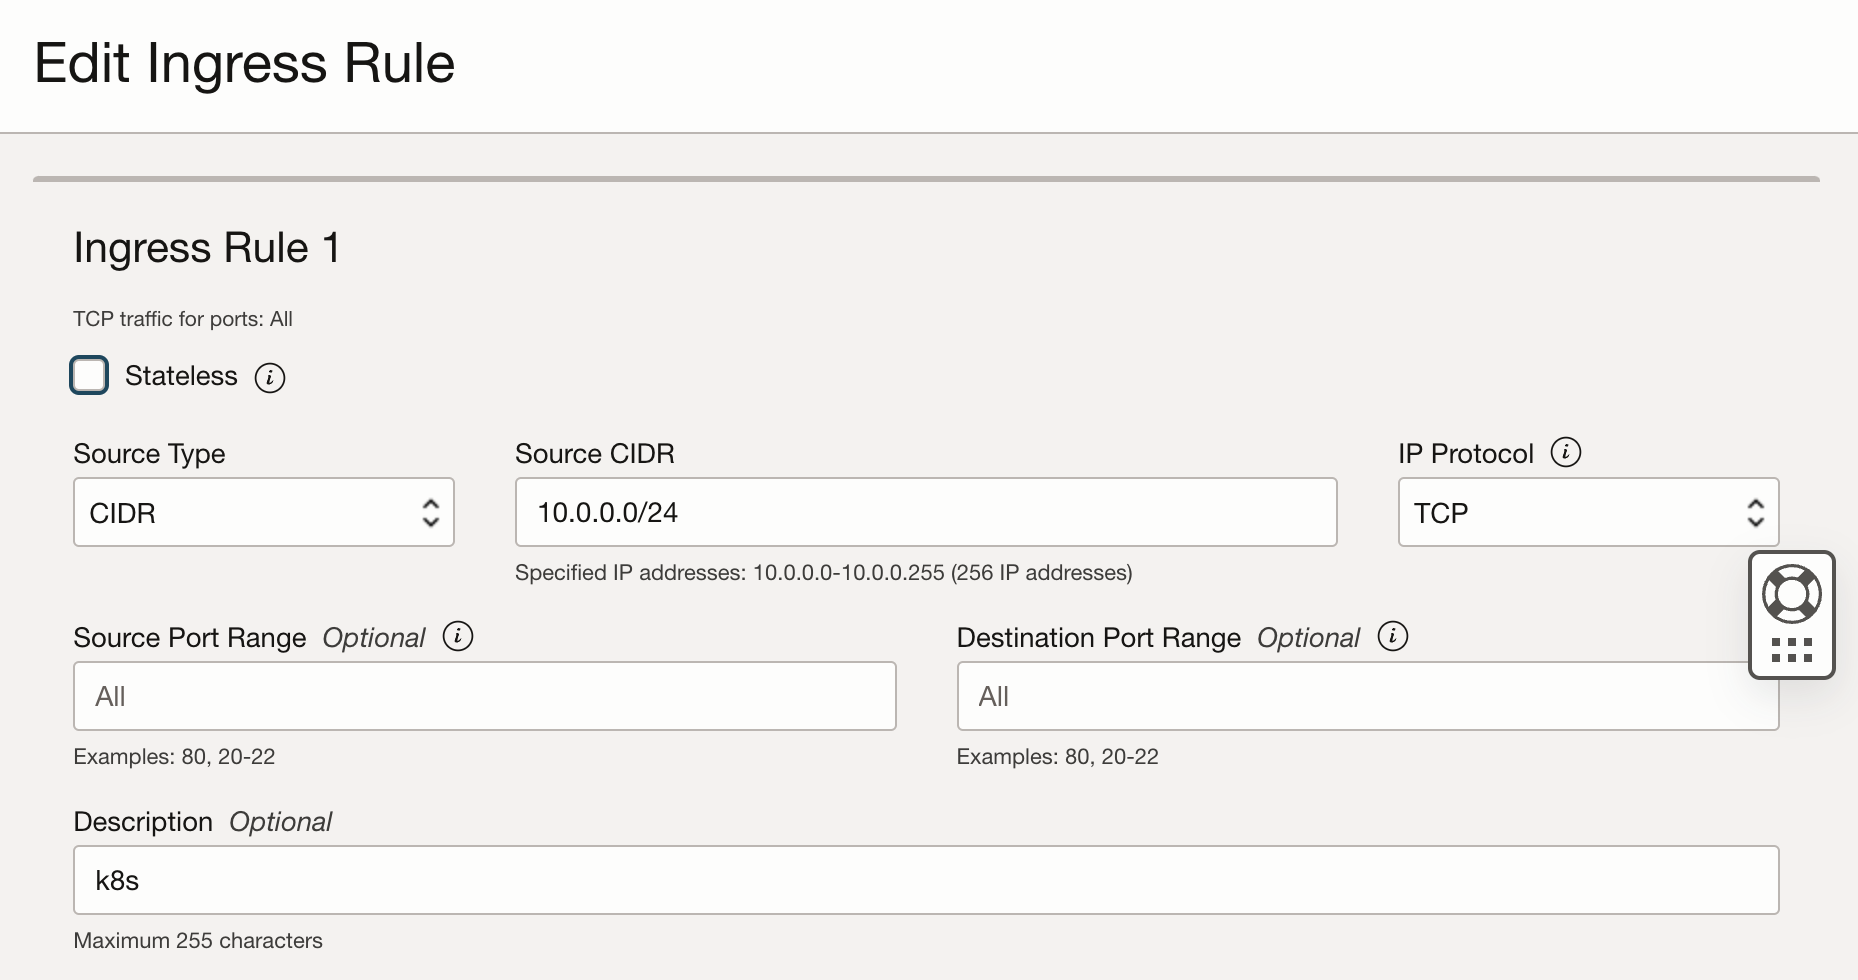 Edit Ingress Rule
Ingress Rule 1
TCP traffic for ports: All
Stateless
Source Type
CIDR
Source CIDR
10.0.0.0/24
Specified IP addresses: 10.0.0.0-10.0.0.255 (256 IP addresses)
IP Protocol
TCP
Source Port Range Optional
All
Examples: 80, 20-22
Destination Port Range Optional
All
Examples: 80, 20-22
Description Optional
k8s
Maximum 255 characters